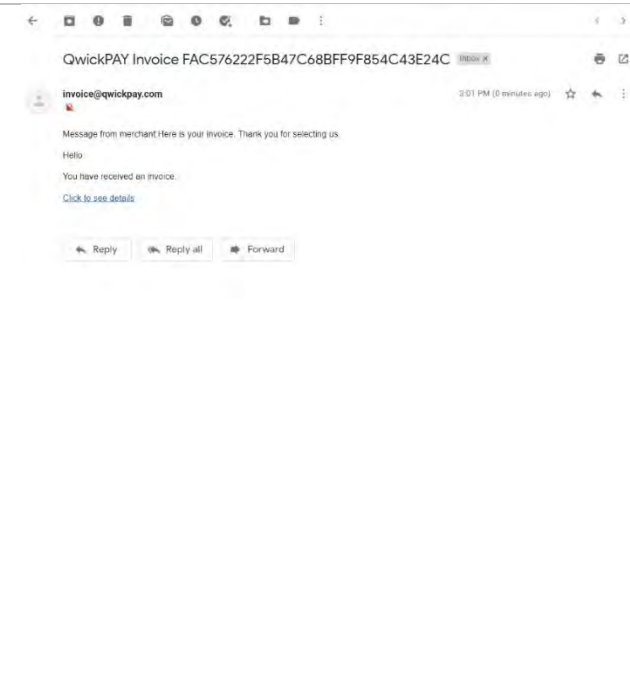 QwickPAY Invoice FAC576222F5B47C68BFF9F854C43E24C Inbox x
invoice@qwickpay.com 3:01 PM (0 minutes ago)
Message from merchant Here is your invoice. Thank you for selecting us.
Hello
You have received an invoice.
Click to see details
Reply Reply all Forward